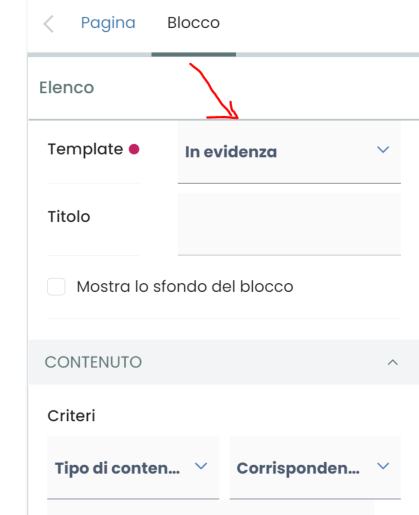 Pagina Blocco
Elenco
Template In evidenza
Titolo
Mostra lo sfondo del blocco
CONTENUTO
Criteri
Tipo di conten... Corrisponden...